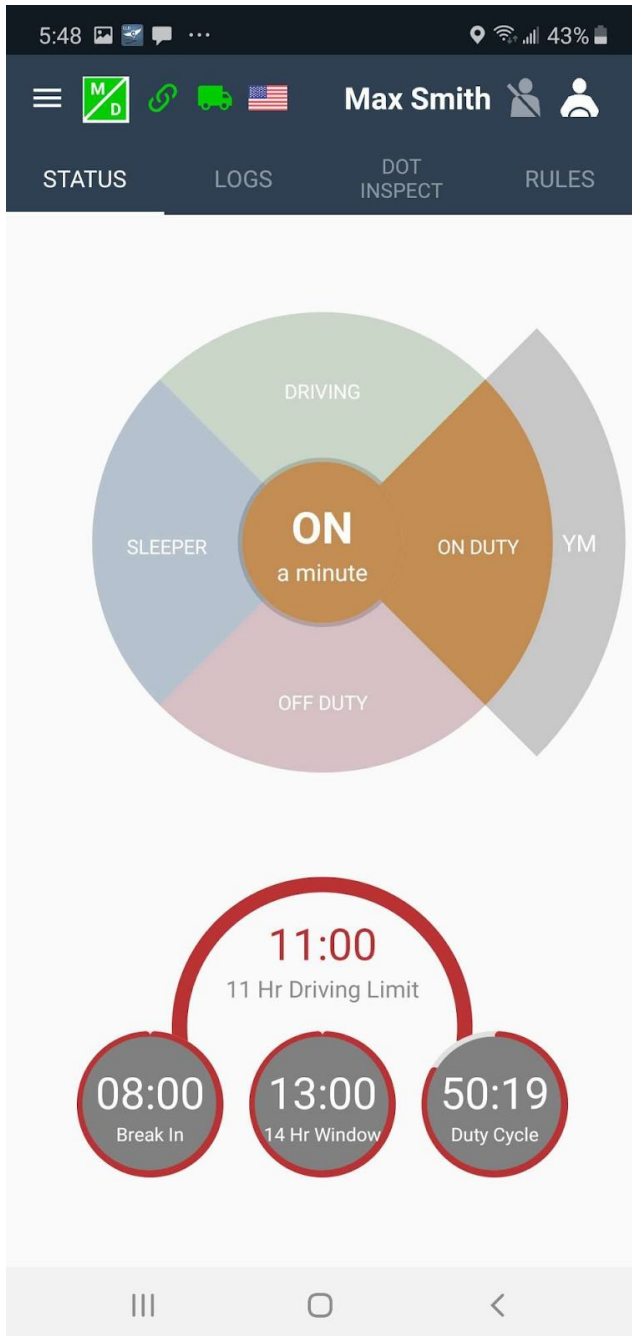 5:48
43%
M
D
Max Smith
STATUS
LOGS
DOT
INSPECT
RULES
DRIVING
SLEEPER
ON
a minute
ON DUTY
YM
OFF DUTY
11:00
11 Hr Driving Limit
08:00
Break In
13:00
14 Hr Window
50:19
Duty Cycle